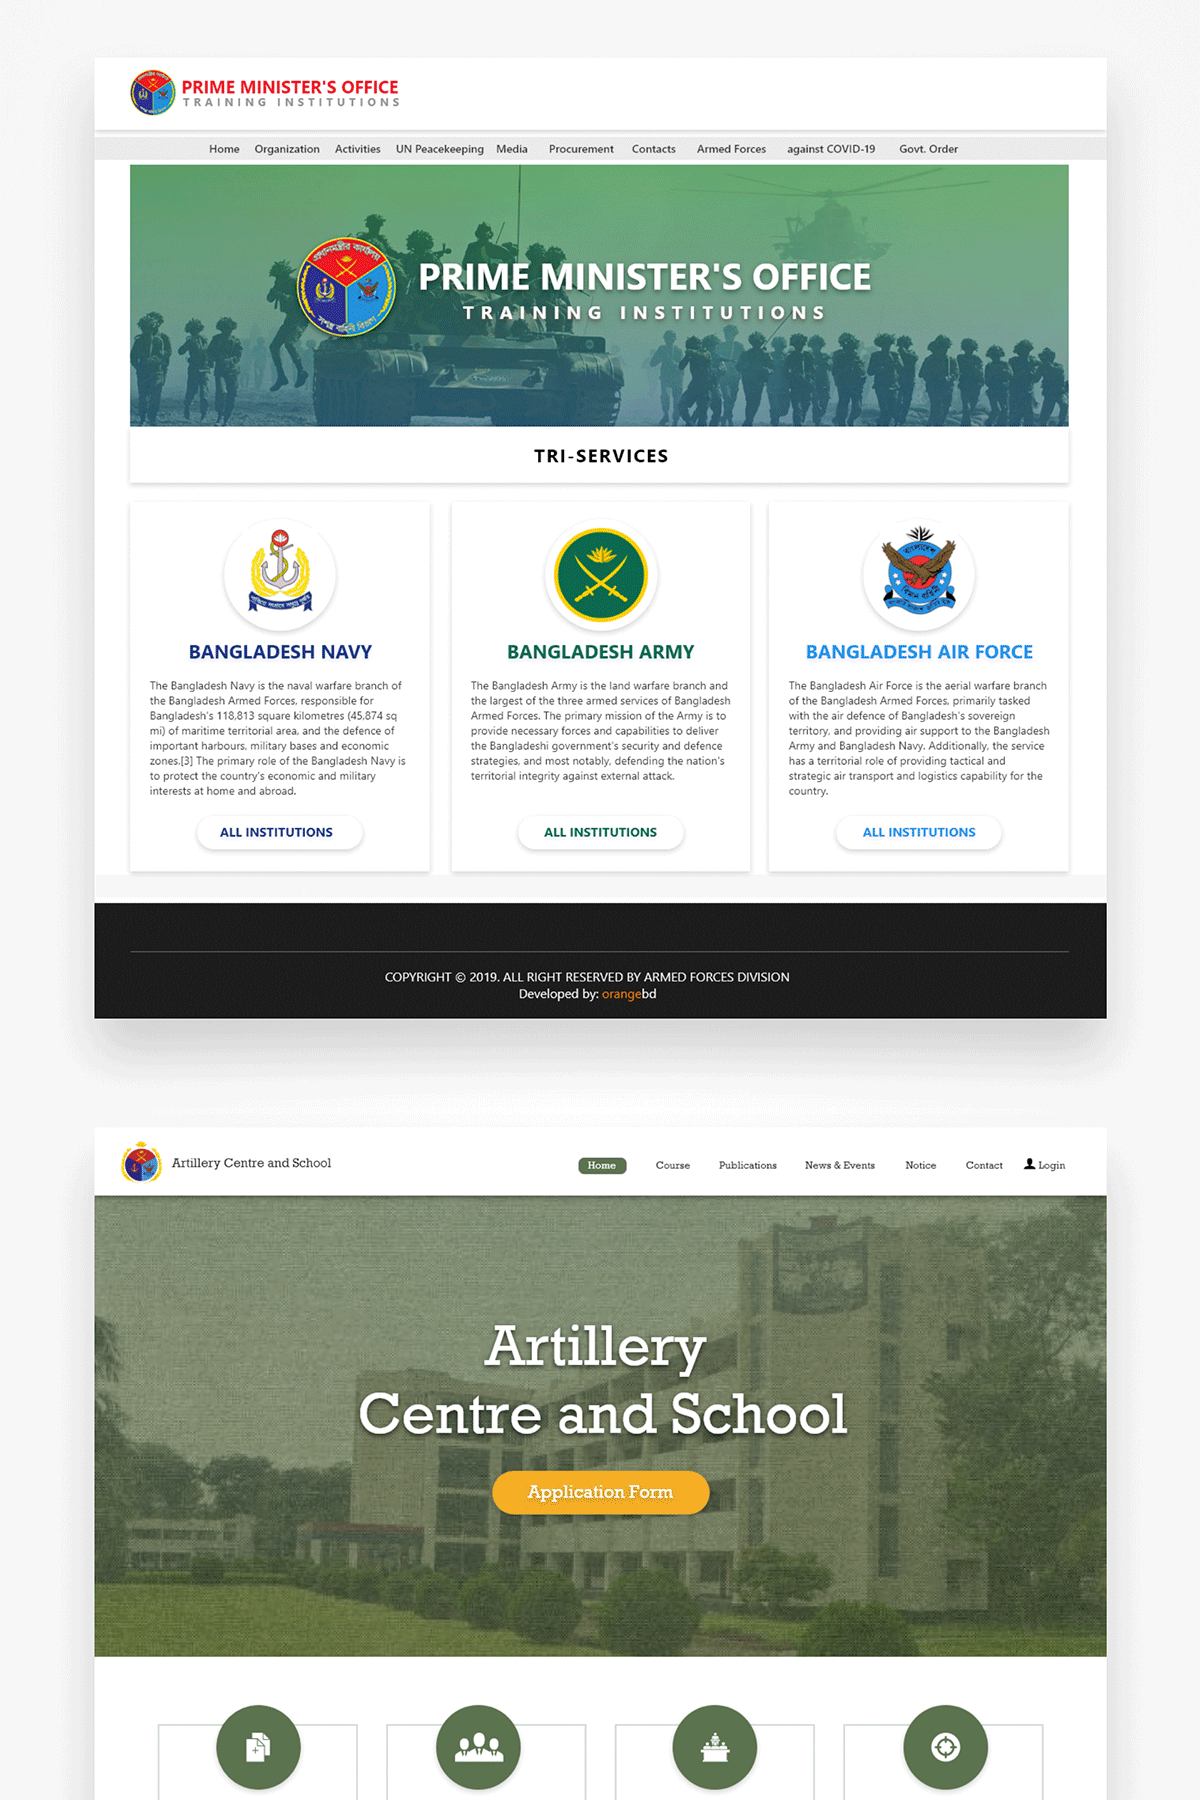 PRIME MINISTER'S OFFICE
TRAINING INSTITUTIONS
Home Organization Activities UN Peacekeeping Media Procurement Contacts Armed Forces against COVID-19 Govt. Order
প্রধানমন্ত্রীর কার্যালয়
সশস্ত্র বাহিনী বিভাগ
PRIME MINISTER'S OFFICE
TRAINING INSTITUTIONS
TRI-SERVICES
BANGLADESH NAVY
The Bangladesh Navy is the naval warfare branch of
the Bangladesh Armed Forces, responsible for
Bangladesh's 118,813 square kilometres (45,874 sq
mi) of maritime territorial area, and the defence of
important harbours, military bases and economic
zones.[3] The primary role of the Bangladesh Navy is
to protect the country's economic and military
interests at home and abroad.
ALL INSTITUTIONS
BANGLADESH ARMY
The Bangladesh Army is the land warfare branch and
the largest of the three armed services of Bangladesh
Armed Forces. The primary mission of the Army is to
provide necessary forces and capabilities to deliver
the Bangladeshi government's security and defence
strategies, and most notably, defending the nation's
territorial integrity against external attack.
ALL INSTITUTIONS
বাংলাদেশ
বিমান বাহিনী
BANGLADESH AIR FORCE
The Bangladesh Air Force is the aerial warfare branch
of the Bangladesh Armed Forces, primarily tasked
with the air defence of Bangladesh's sovereign
territory, and providing air support to the Bangladesh
Army and Bangladesh Navy. Additionally, the service
has a territorial role of providing tactical and
strategic air transport and logistics capability for the
country.
ALL INSTITUTIONS
COPYRIGHT © 2019. ALL RIGHT RESERVED BY ARMED FORCES DIVISION
Developed by: orangebd
Artillery Centre and School
Home Course Publications News & Events Notice Contact Login
Artillery
Centre and School
Application Form